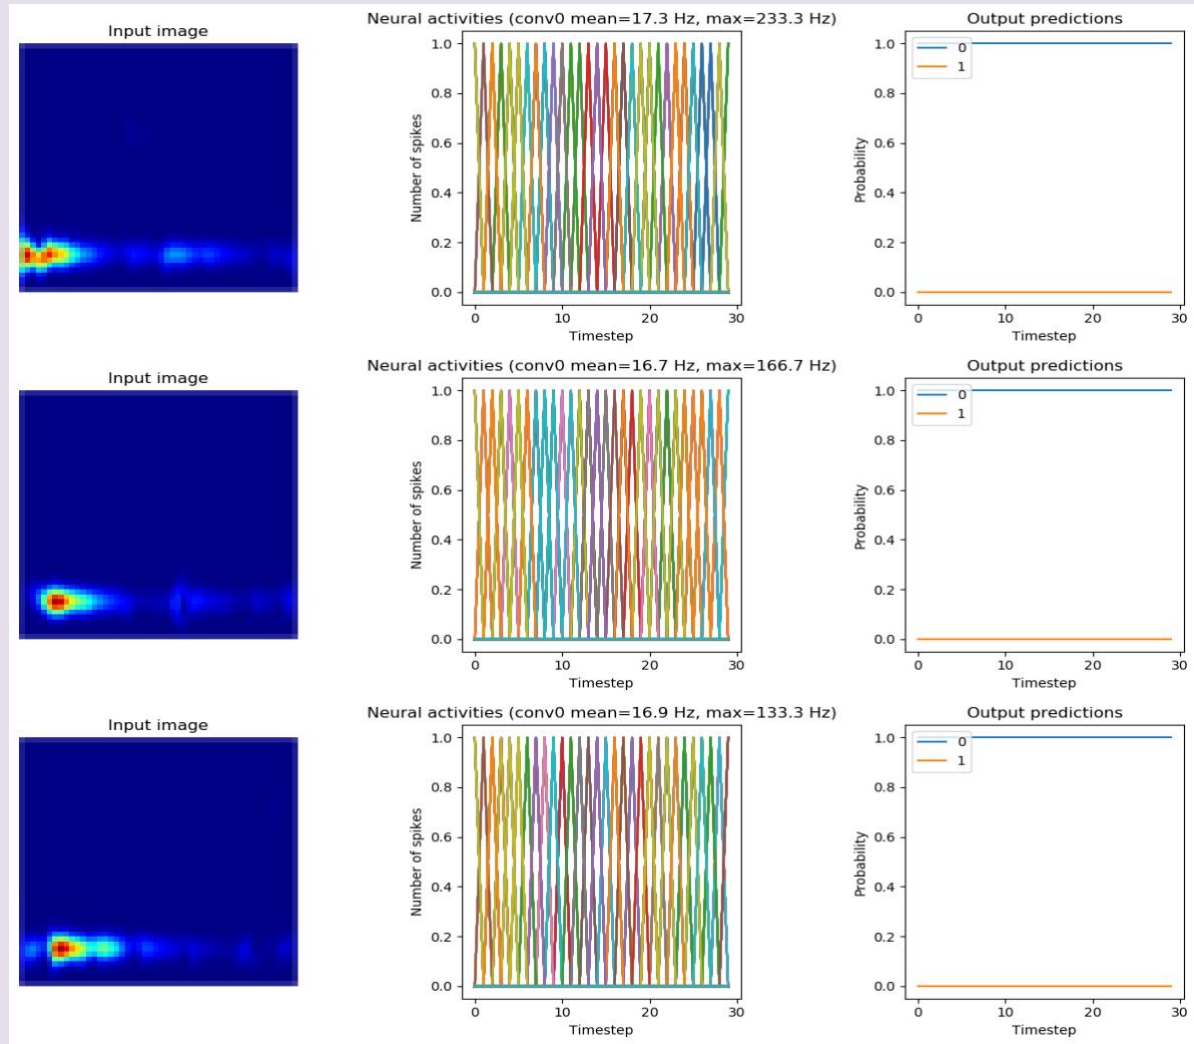 Input image
Neural activities (conv0 mean=17.3 Hz, max=233.3 Hz)
Output predictions
1.0
0.8
0.6
0.4
0.2
0.0
Number of spikes
0 10 20 30
Timestep
1.0
0.8
0.6
0.4
0.2
0.0
Probability
0
1
0 10 20 30
Timestep
Input image
Neural activities (conv0 mean=16.7 Hz, max=166.7 Hz)
Output predictions
1.0
0.8
0.6
0.4
0.2
0.0
Number of spikes
0 10 20 30
Timestep
1.0
0.8
0.6
0.4
0.2
0.0
Probability
0
1
0 10 20 30
Timestep
Input image
Neural activities (conv0 mean=16.9 Hz, max=133.3 Hz)
Output predictions
1.0
0.8
0.6
0.4
0.2
0.0
Number of spikes
0 10 20 30
Timestep
1.0
0.8
0.6
0.4
0.2
0.0
Probability
0
1
0 10 20 30
Timestep